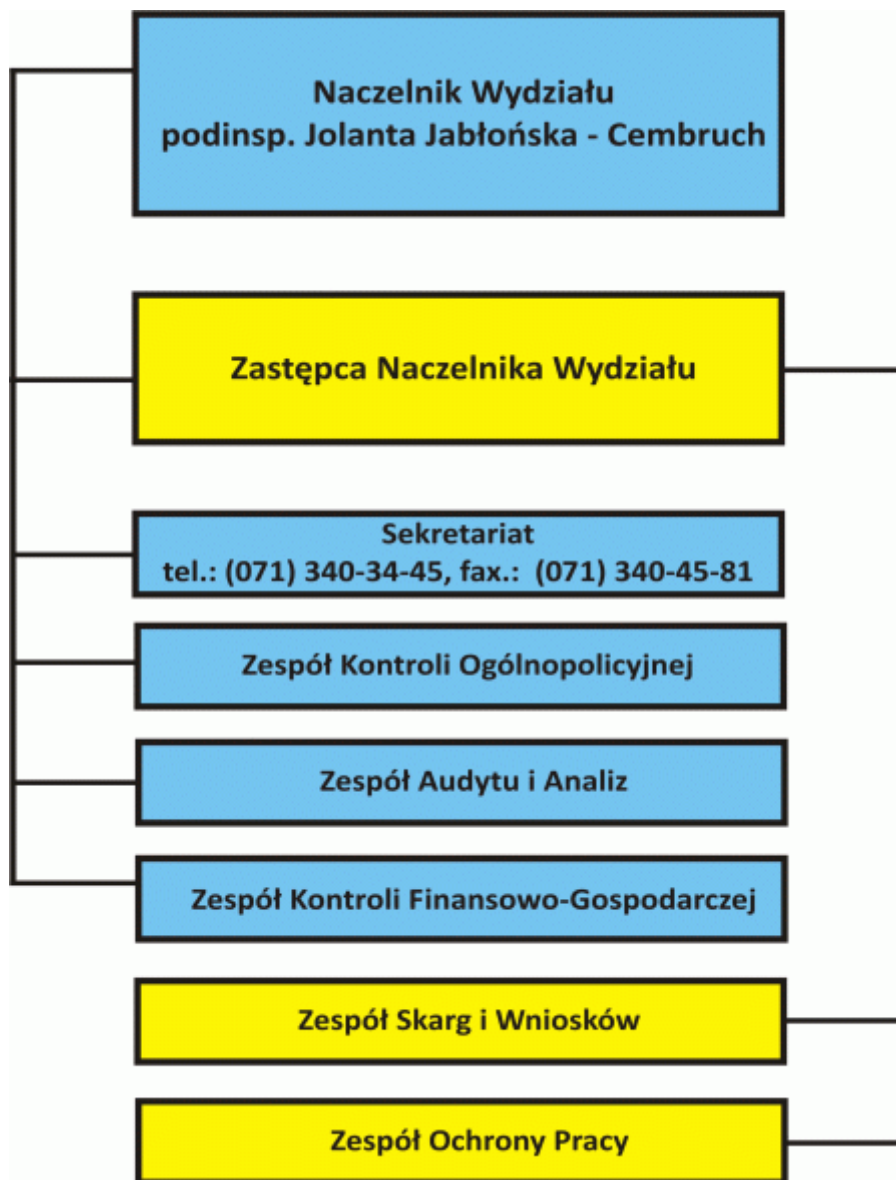 Naczelnik Wydziału
podinsp. Jolanta Jabłońska - Cembruch
Zastępca Naczelnika Wydziału
Sekretariat
tel.: (071) 340-34-45, fax.:  (071) 340-45-81
Zespół Kontroli Ogólnopolicyjnej
Zespół Audytu i Analiz
Zespół Kontroli Finansowo-Gospodarczej
Zespół Skarg i Wniosków
Zespół Ochrony Pracy